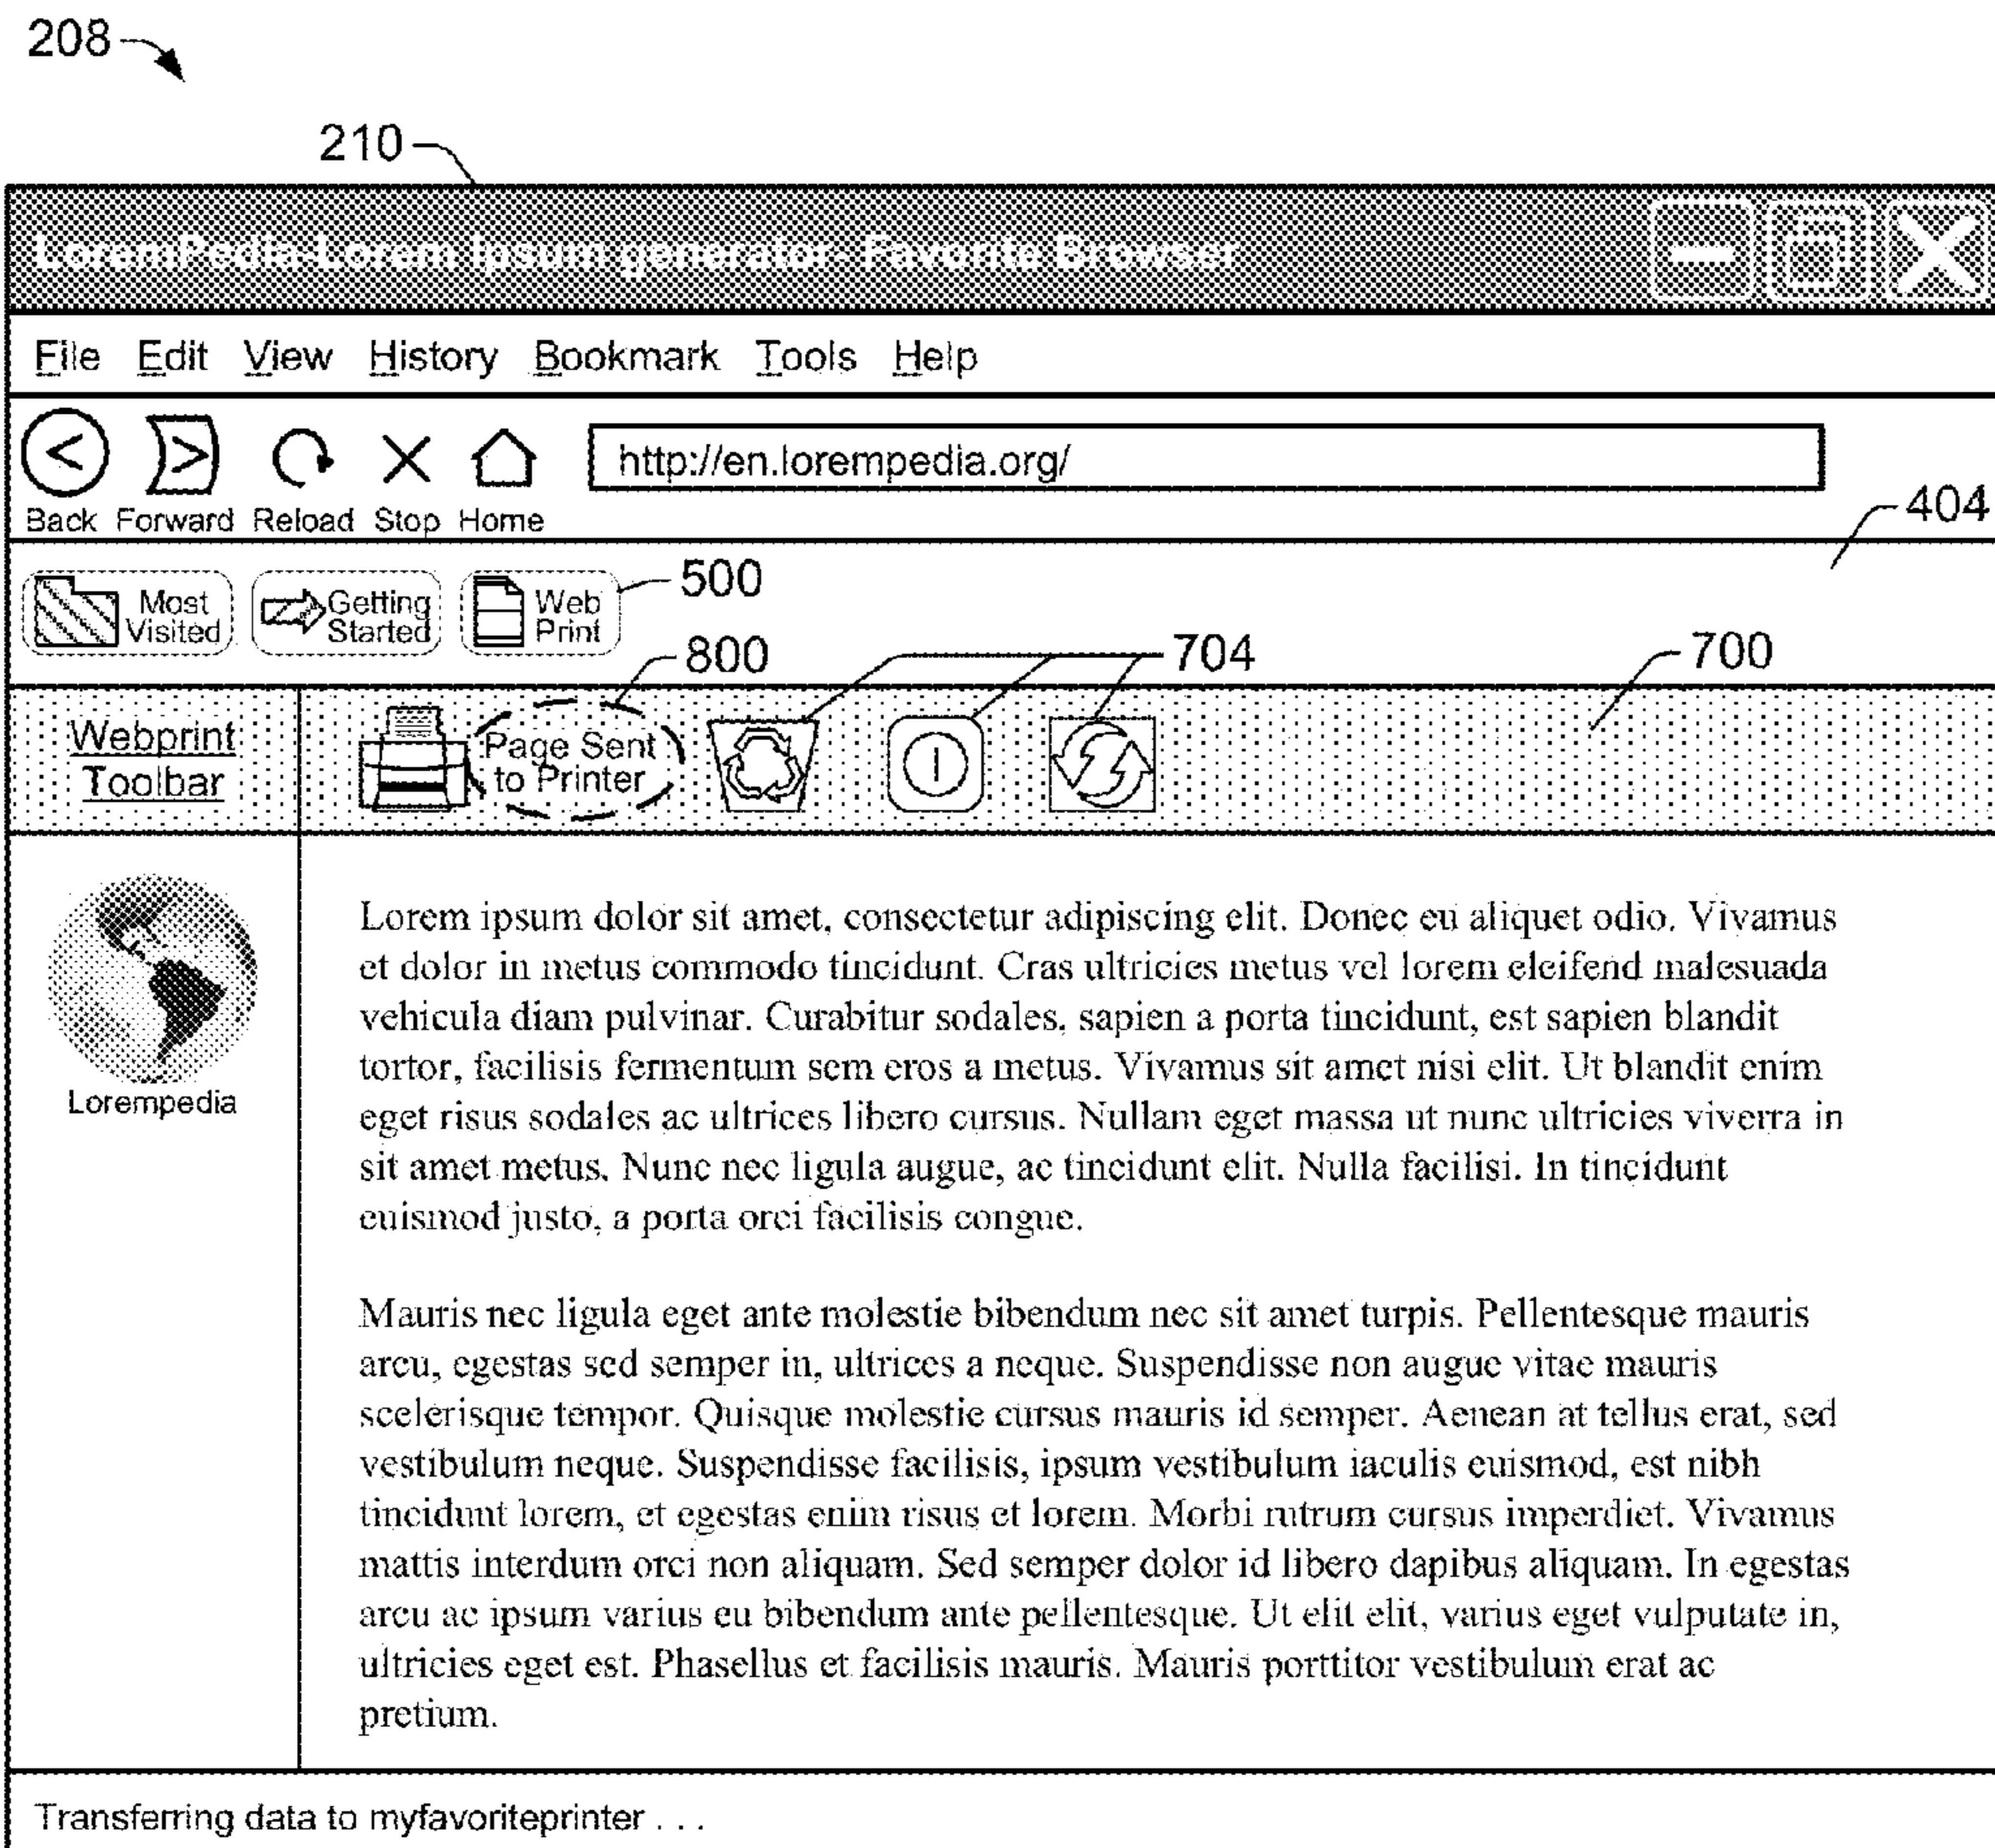 208
210
LoremPedia-Lorem Ipsum generator- Favorite Browser
File Edit View History Bookmark Tools Help
http://en.lorempedia.org/
Back Forward Reload Stop Home
404
Most Visited
Getting Started
Web Print
500
800
704
700
Webprint
Toolbar
Page Sent
to Printer
Lorempedia
Lorem ipsum dolor sit amet, consectetur adipiscing elit. Donec eu aliquet odio. Vivamus
et dolor in metus commodo tincidunt. Cras ultricies metus vel lorem eleifend malesuada
vehicula diam pulvinar. Curabitur sodales, sapien a porta tincidunt, est sapien blandit
tortor, facilisis fermentum sem eros a metus. Vivamus sit amet nisi elit. Ut blandit enim
eget risus sodales ac ultrices libero cursus. Nullam eget massa ut nunc ultricies viverra in
sit amet metus. Nunc nec ligula augue, ac tincidunt elit. Nulla facilisi. In tincidunt
euismod justo, a porta orci facilisis congue.
Mauris nec ligula eget ante molestie bibendum nec sit amet turpis. Pellentesque mauris
arcu, egestas sed semper in, ultrices a neque. Suspendisse non augue vitae mauris
scelerisque tempor. Quisque molestie cursus mauris id semper. Aenean at tellus erat, sed
vestibulum neque. Suspendisse facilisis, ipsum vestibulum iaculis euismod, est nibh
tincidunt lorem, et egestas enim risus et lorem. Morbi rutrum cursus imperdiet. Vivamus
mattis interdum orci non aliquam. Sed semper dolor id libero dapibus aliquam. In egestas
arcu ac ipsum varius eu bibendum ante pellentesque. Ut elit elit, varius eget vulputate in,
ultricies eget est. Phasellus et facilisis mauris. Mauris porttitor vestibulum erat ac
pretium.
Transferring data to myfavoriteprinter . . .